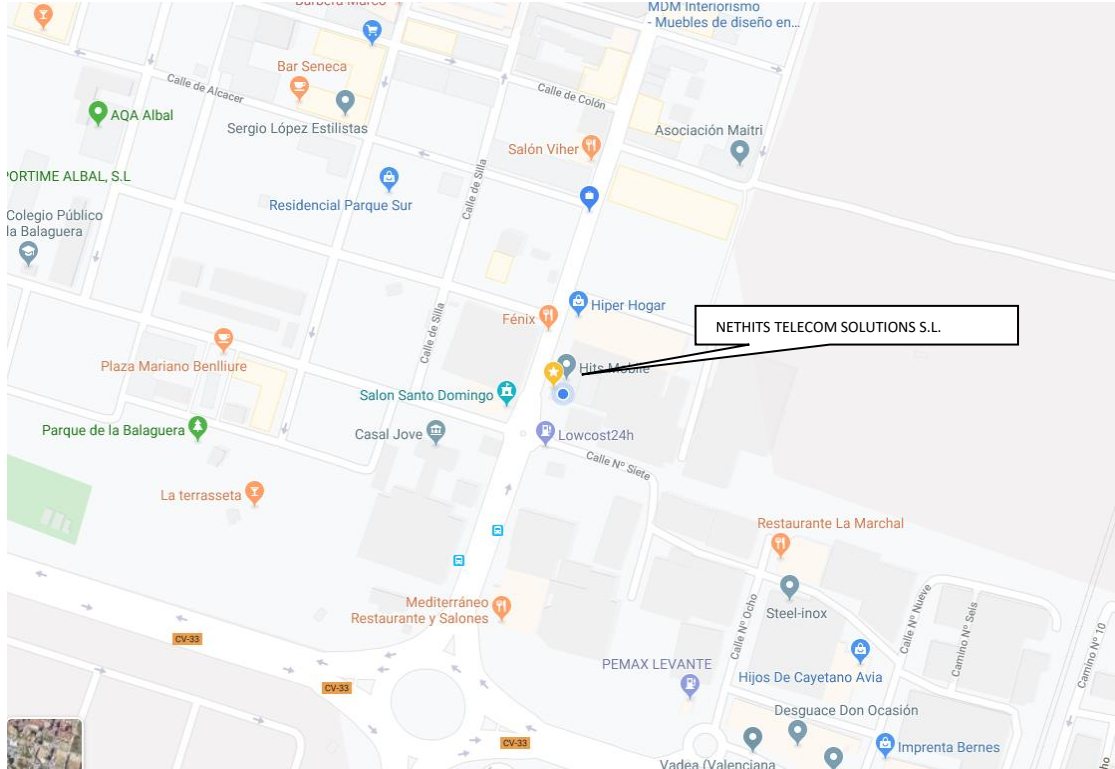 Barberá Marco
MDM Interiorismo
- Muebles de diseño en...
Bar Seneca
Calle de Alcacer
Calle de Colón
AQA Albal
Sergio López Estilistas
Asociación Maitri
Salón Viher
PORTIME ALBAL, S.L
Calle de Silla
Residencial Parque Sur
Colegio Público
la Balaguera
Hiper Hogar
Fénix
NETHITS TELECOM SOLUTIONS S.L.
Calle de Silla
Plaza Mariano Benlliure
Hits Mobile
Salon Santo Domingo
Parque de la Balaguera
Casal Jove
Lowcost24h
Calle Nº Siete
La terrasseta
Restaurante La Marchal
Mediterráneo
Restaurante y Salones
Steel-inox
Calle Nº Ocho
Calle Nº Nueve
Camino Nº Seis
Camino Nº 10
CV-33
PEMAX LEVANTE
Hijos De Cayetano Avia
CV-33
Desguace Don Ocasión
CV-33
Imprenta Bernes
Vadea (Valenciana